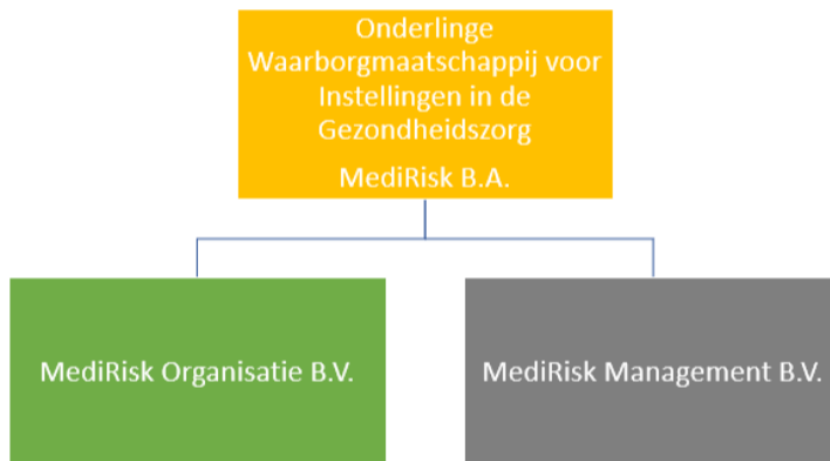 Onderlinge
Waarborgmaatschappij voor
Instellingen in de
Gezondheidszorg
MediRisk B.A.
MediRisk Organisatie B.V.
MediRisk Management B.V.